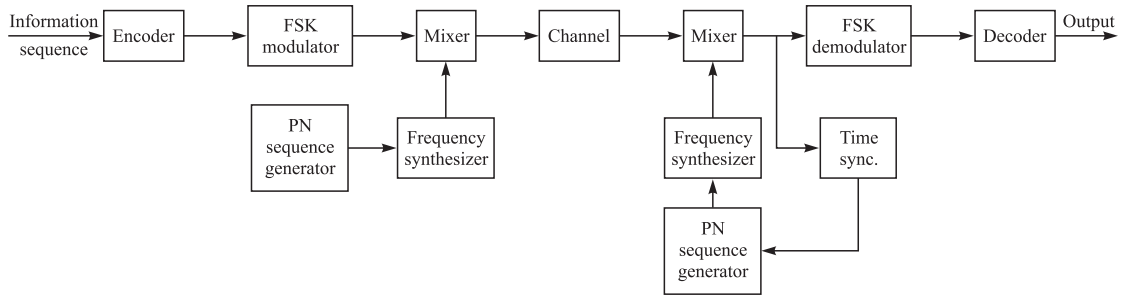 Information
sequence
Encoder
FSK
modulator
Mixer
Channel
Mixer
FSK
demodulator
Decoder
Output
PN
sequence
generator
Frequency
synthesizer
Frequency
synthesizer
Time
sync.
PN
sequence
generator